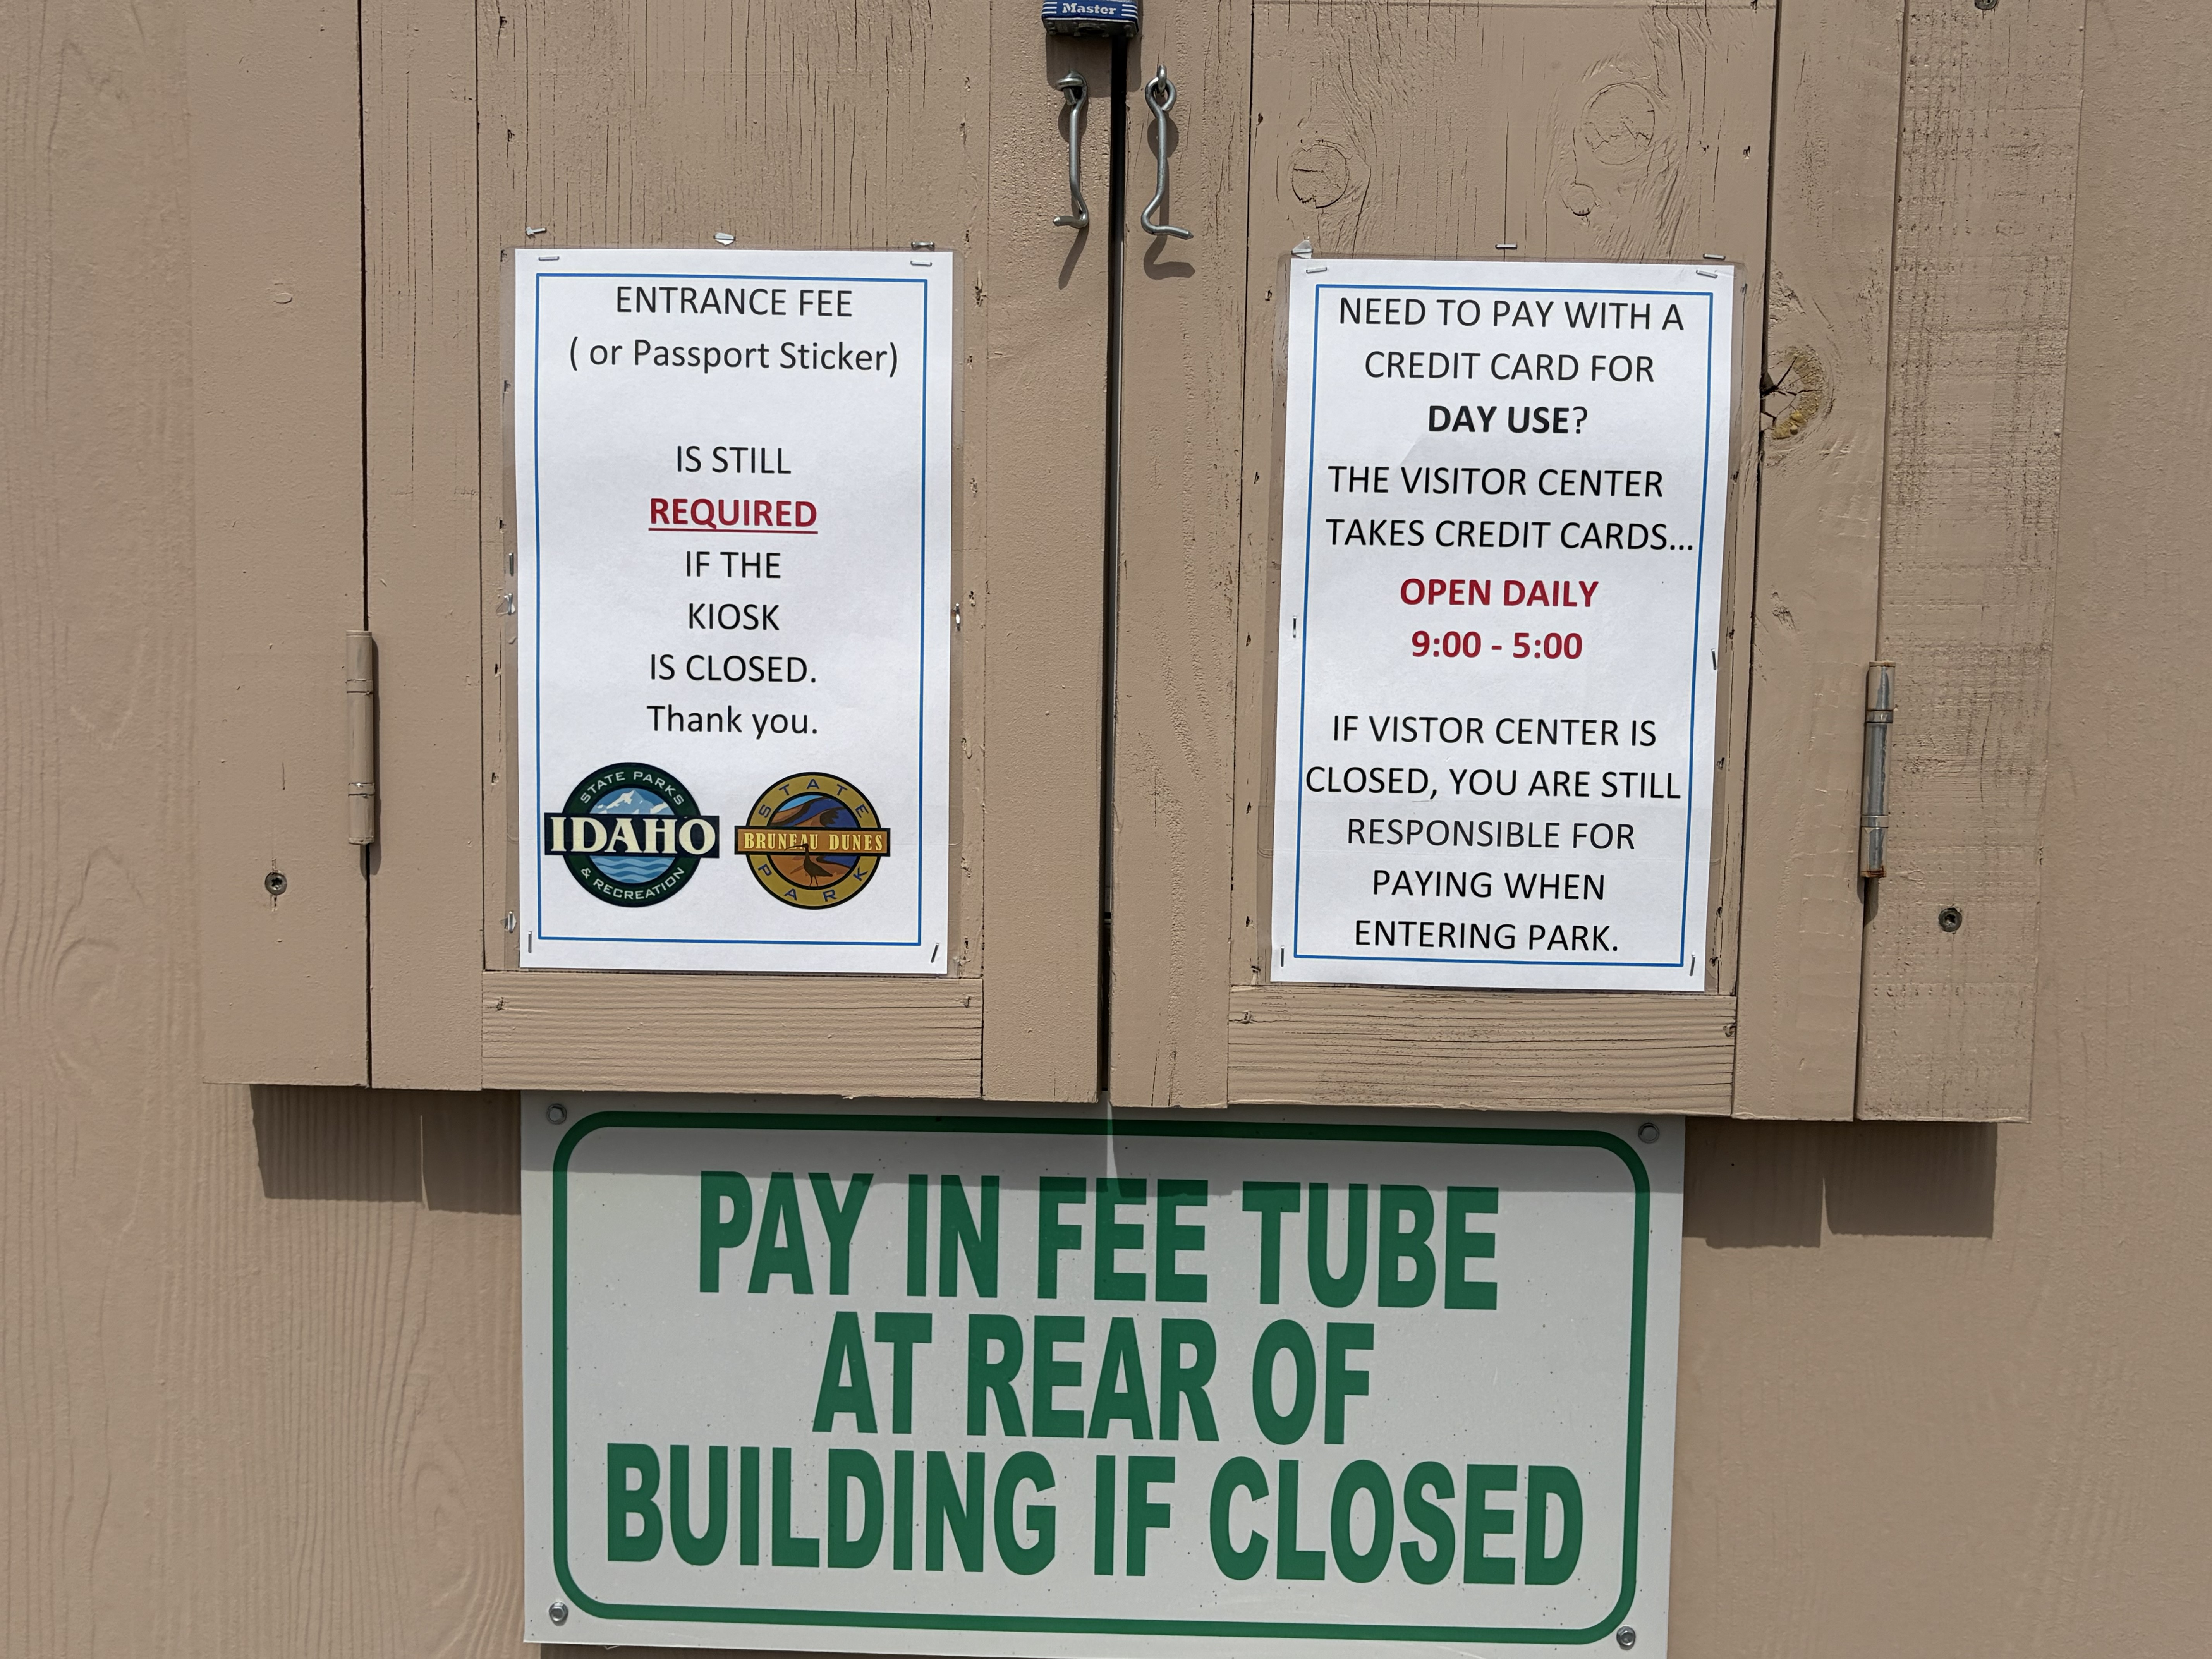 Master
ENTRANCE FEE
( or Passport Sticker)
IS STILL
REQUIRED
IF THE
KIOSK
IS CLOSED.
Thank you.
STATE PARKS
IDAHO
& RECREATION
STATE
BRUNEAU DUNES
PARK
NEED TO PAY WITH A
CREDIT CARD FOR
DAY USE?
THE VISITOR CENTER
TAKES CREDIT CARDS...
OPEN DAILY
9:00 - 5:00
IF VISTOR CENTER IS
CLOSED, YOU ARE STILL
RESPONSIBLE FOR
PAYING WHEN
ENTERING PARK.
PAY IN FEE TUBE
AT REAR OF
BUILDING IF CLOSED